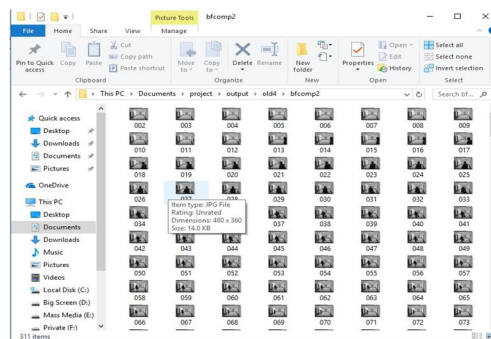 Picture Tools bfcomp2
File Home Share View Manage
Pin to Quick access
Copy
Paste
Cut
Copy path
Paste shortcut
Move to
Copy to
Delete
Rename
New folder
Properties
Open
Edit
History
Select all
Select none
Invert selection
Clipboard Organize New Open Select
This PC Documents project output old4 bfcomp2
Search bf...
Quick access
Desktop
Downloads
Documents
Pictures
OneDrive
This PC
Desktop
Documents
Downloads
Music
Pictures
Videos
Local Disk (C:)
Big Screen (D:)
Mass Media (E:)
Private (F:)
002 003 004 005 006 007 008 009
010 011 012 013 014 015 016 017
018 019 020 021 022 023 024 025
026 027 028 029 030 031 032 033
Item type: JPG File
Rating: Unrated
Dimensions: 480 x 360
Size: 14.0 KB
034 036 037 038 039 040 041
042 043 044 045 046 047 048 049
050 051 052 053 054 055 056 057
058 059 060 061 062 063 064 065
066 067 068 069 070 071 072 073
311 items